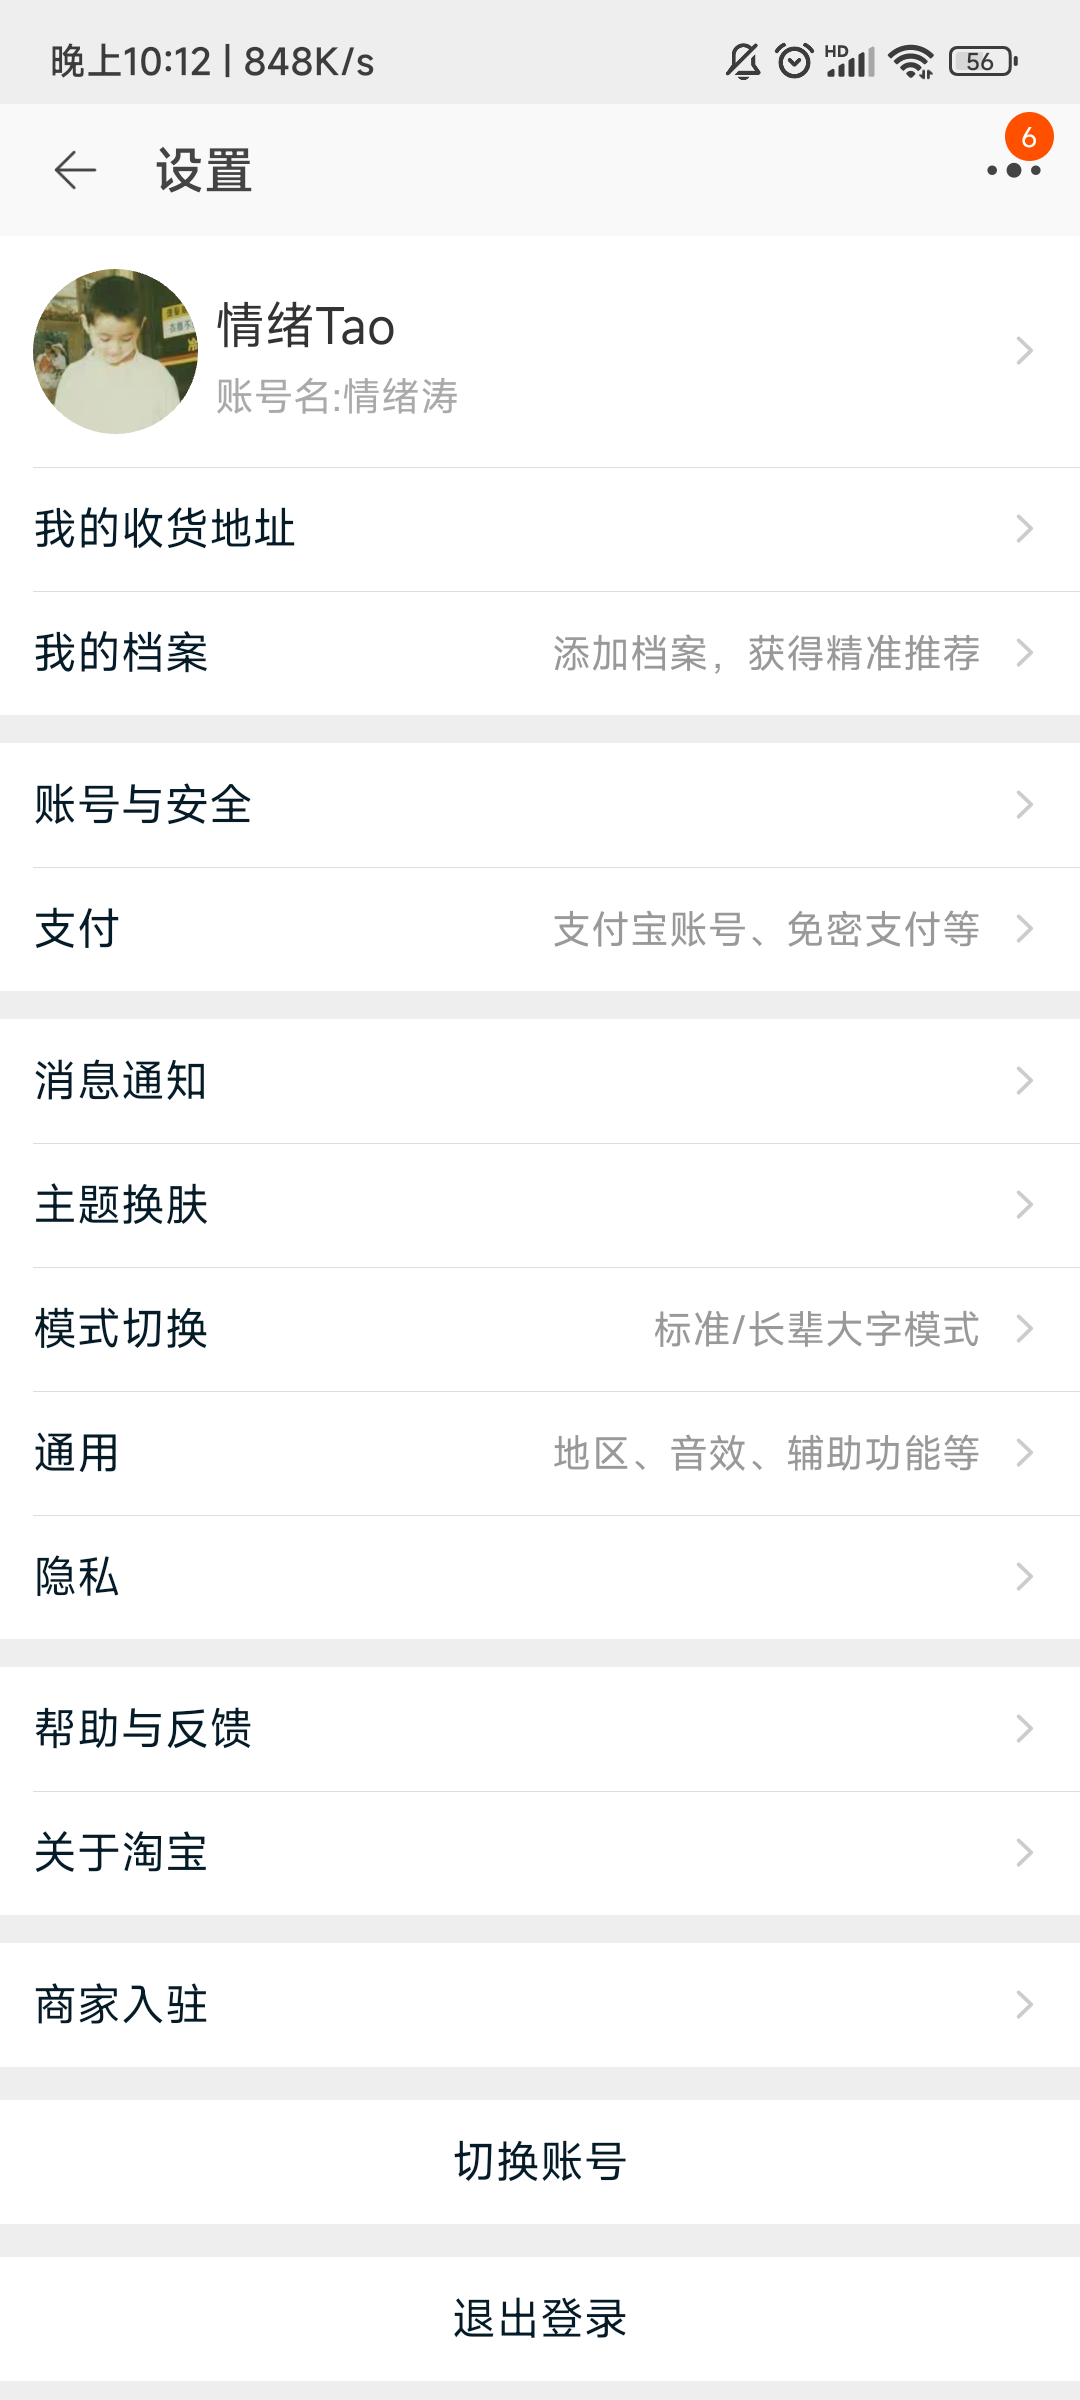 晚上10:12 | 848K/s
HD
56
设置
6
情绪Tao
账号名:情绪涛
我的收货地址
我的档案 添加档案，获得精准推荐
账号与安全
支付 支付宝账号、免密支付等
消息通知
主题换肤
模式切换 标准/长辈大字模式
通用 地区、音效、辅助功能等
隐私
帮助与反馈
关于淘宝
商家入驻
切换账号
退出登录